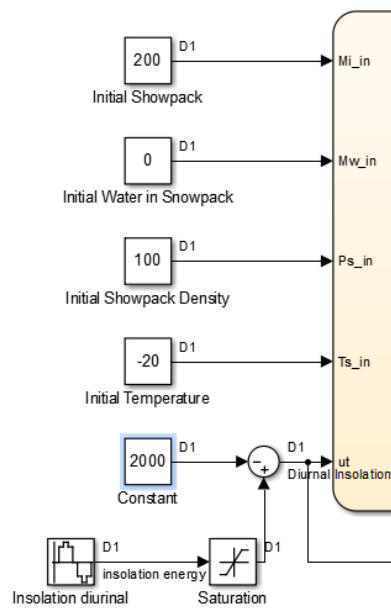 D1
200
Mi_in
Initial Showpack
D1
0
Mw_in
Initial Water in Snowpack
D1
100
Ps_in
Initial Showpack Density
D1
-20
Ts_in
Initial Temperature
D1
D1
2000
ut
Diurnal Insolation
Constant
D1
D1
insolation energy
Insolation diurinal
Saturation